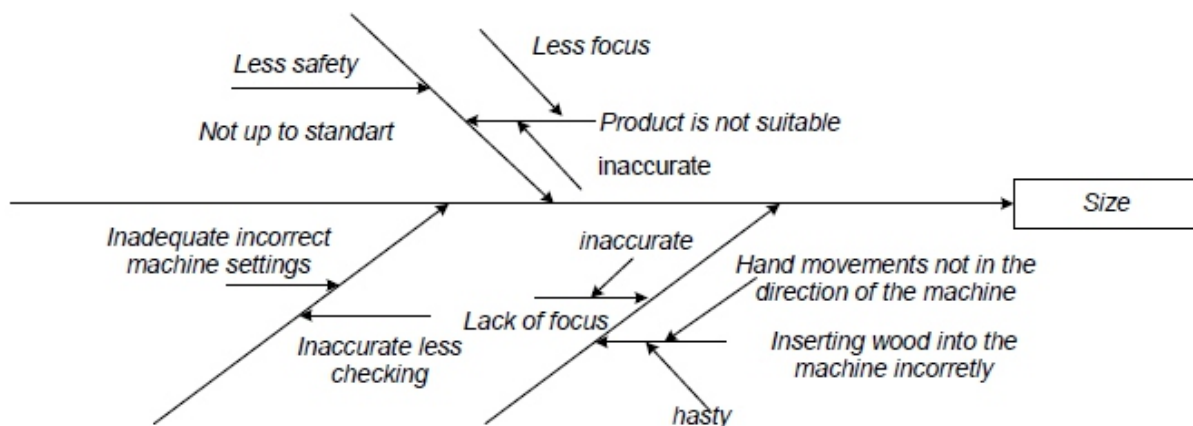 Less focus
Less safety
Product is not suitable
Not up to standart
inaccurate
Size
Inadequate incorrect
machine settings
inaccurate
Hand movements not in the
direction of the machine
Lack of focus
Inaccurate less
checking
Inserting wood into the
machine incorretly
hasty